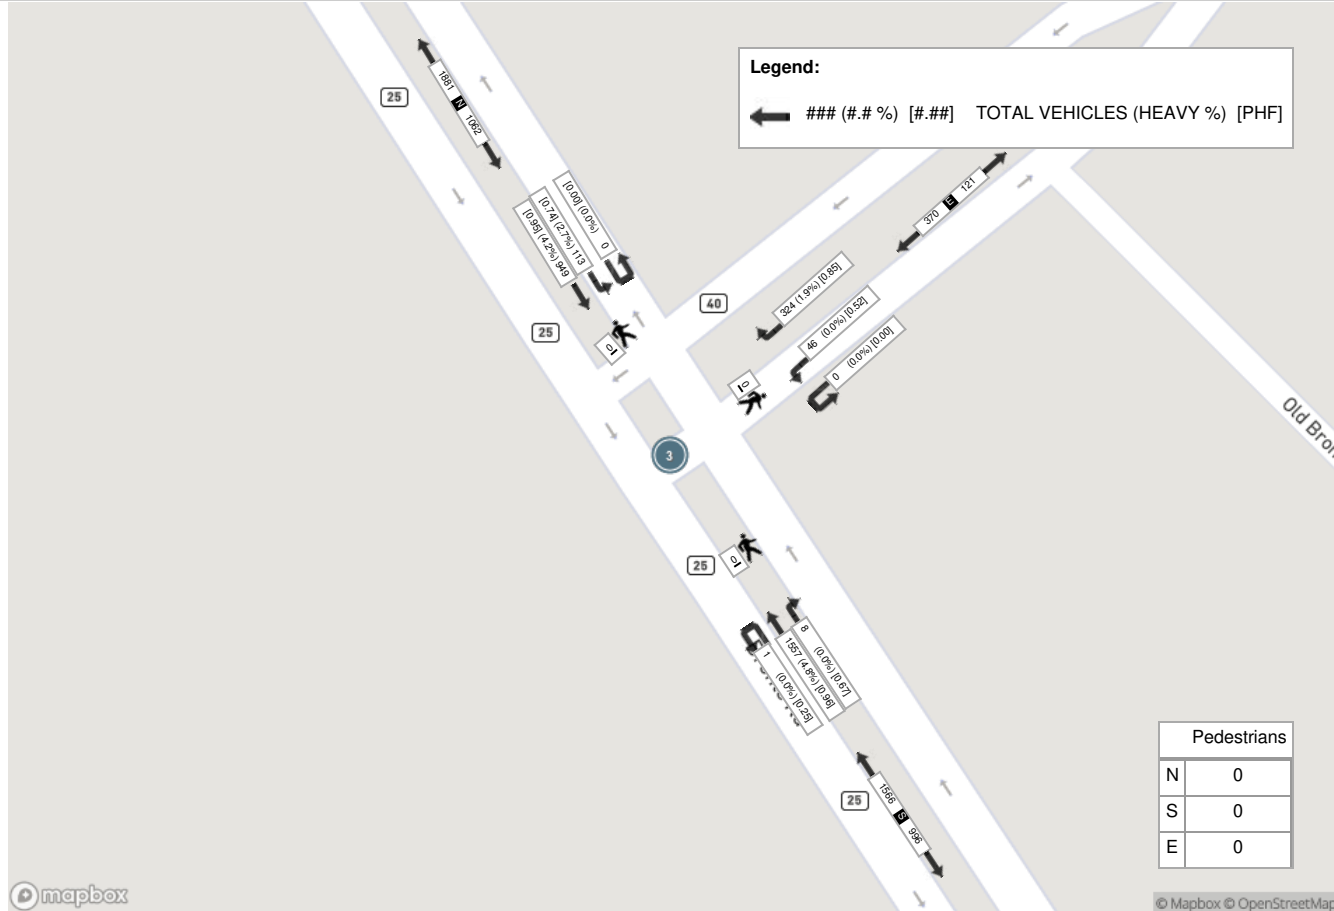 25
1881 N 1062
Legend:
### (#.# %) [#.##] TOTAL VEHICLES (HEAVY %) [PHF]
370 E 121
[0.00] (0.0%) 0
[0.74] (2.7%) 113
[0.95] (4.2%) 949
40
324 (1.9%) [0.85]
46 (0.0%) [0.52]
0 (0.0%) [0.00]
25
0
0
Old Bron
3
25
0
8 (0.0%) [0.67]
1557 (4.8%) [0.96]
1 (0.0%) [0.25]
25
1566 S 996
Pedestrians
N 0
S 0
E 0
mapbox
© Mapbox © OpenStreetMap